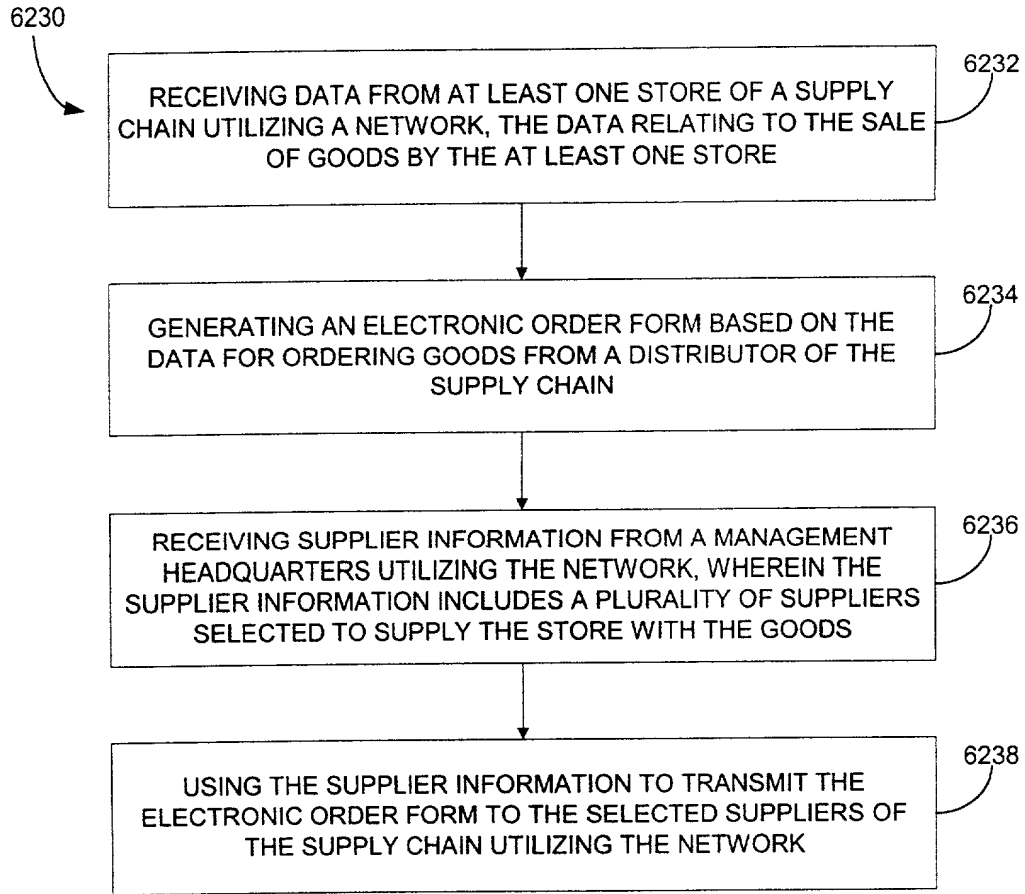 6230
6232
RECEIVING DATA FROM AT LEAST ONE STORE OF A SUPPLY
CHAIN UTILIZING A NETWORK, THE DATA RELATING TO THE SALE
OF GOODS BY THE AT LEAST ONE STORE
6234
GENERATING AN ELECTRONIC ORDER FORM BASED ON THE
DATA FOR ORDERING GOODS FROM A DISTRIBUTOR OF THE
SUPPLY CHAIN
6236
RECEIVING SUPPLIER INFORMATION FROM A MANAGEMENT
HEADQUARTERS UTILIZING THE NETWORK, WHEREIN THE
SUPPLIER INFORMATION INCLUDES A PLURALITY OF SUPPLIERS
SELECTED TO SUPPLY THE STORE WITH THE GOODS
6238
USING THE SUPPLIER INFORMATION TO TRANSMIT THE
ELECTRONIC ORDER FORM TO THE SELECTED SUPPLIERS OF
THE SUPPLY CHAIN UTILIZING THE NETWORK